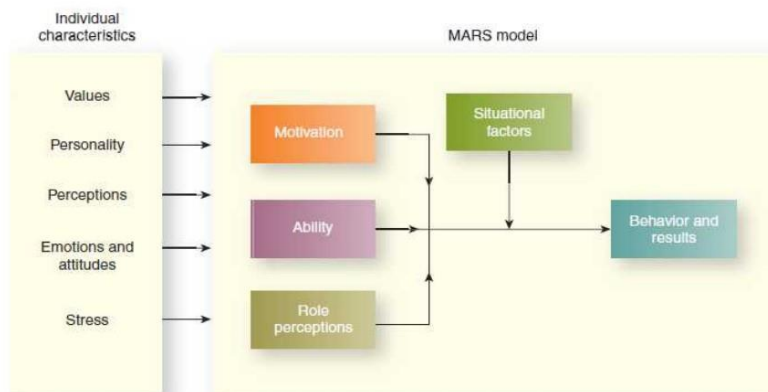 Individual
characteristics
MARS model
Values
Personality
Perceptions
Emotions and
attitudes
Stress
Motivation
Ability
Role
perceptions
Situational
factors
Behavior and
results